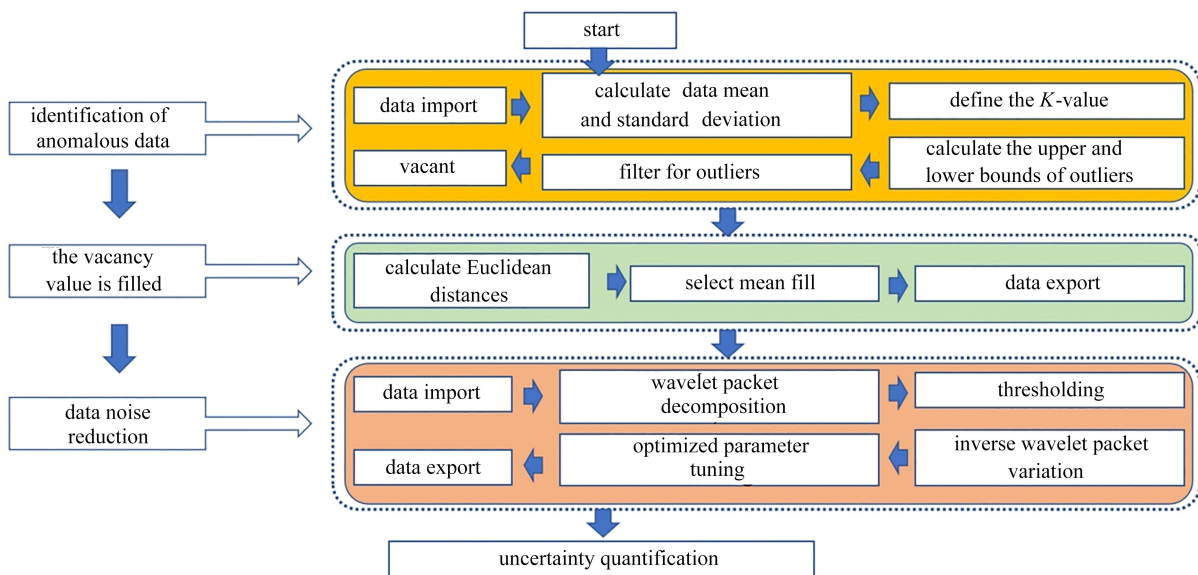 start
identification of
anomalous data
data import
calculate data mean
and standard deviation
define the K-value
vacant
filter for outliers
calculate the upper and
lower bounds of outliers
the vacancy
value is filled
calculate Euclidean
distances
select mean fill
data export
data noise
reduction
data import
wavelet packet
decomposition
thresholding
data export
optimized parameter
tuning
inverse wavelet packet
variation
uncertainty quantification